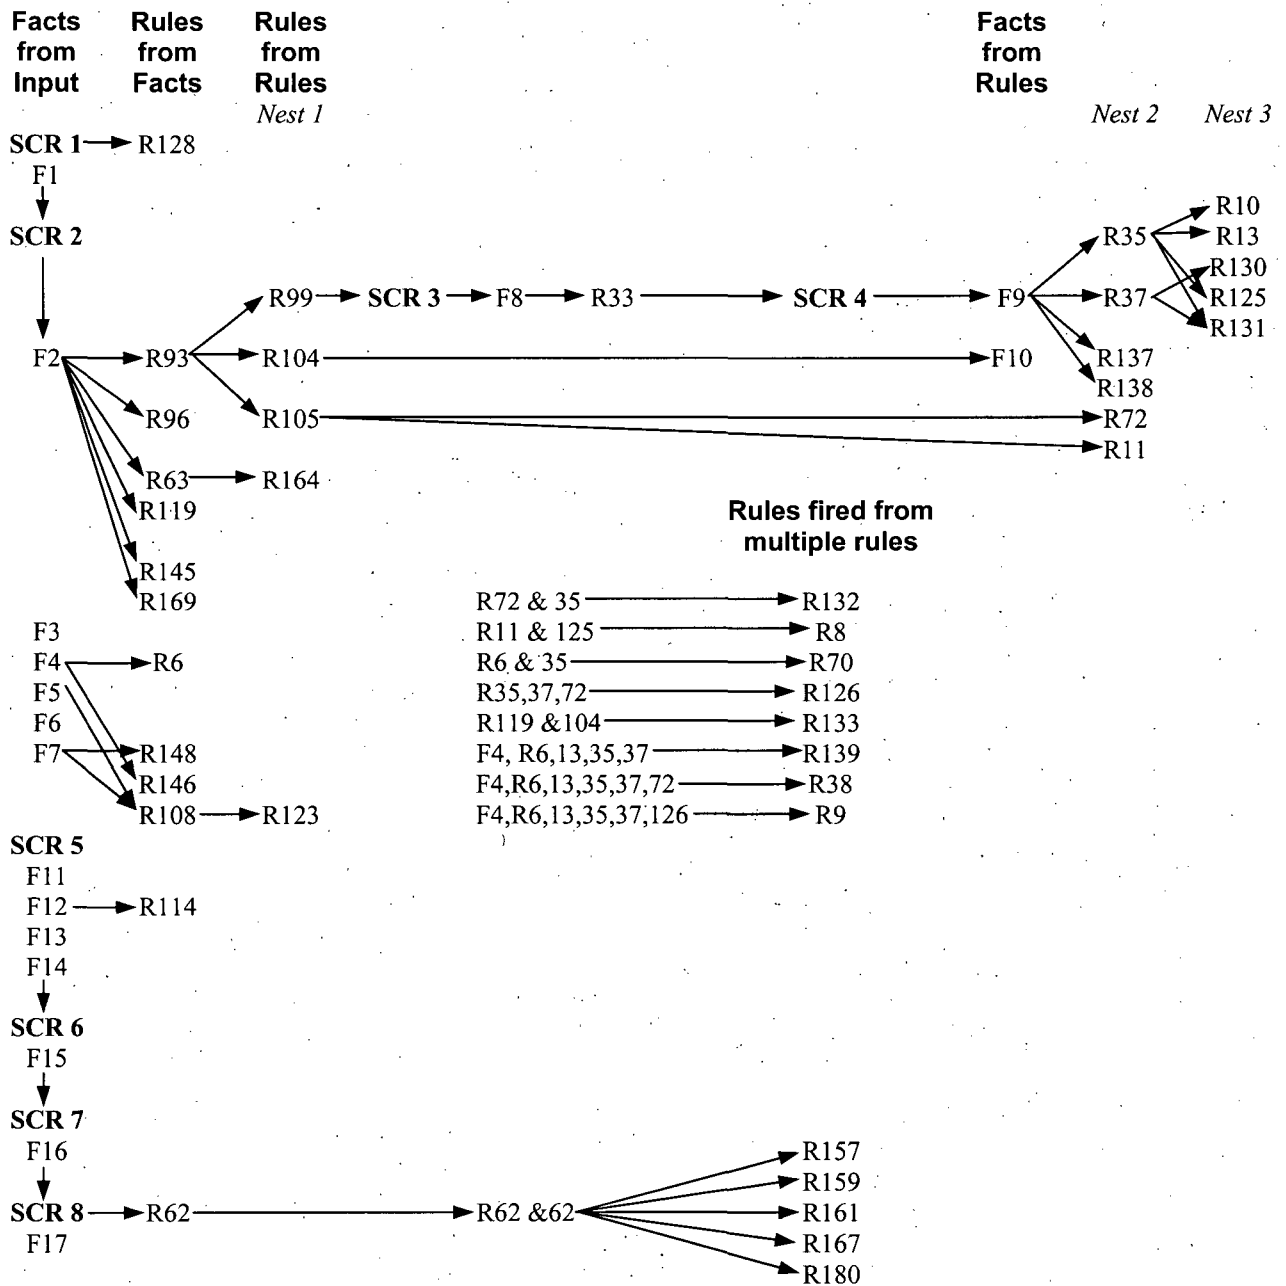 Facts from Input
Rules from Facts
Rules from Rules
Facts from Rules
Nest 1
Nest 2
Nest 3
SCR 1 R128
F1
R10
SCR 2
R35
R13
R130
R99 SCR 3 F8 R33 SCR 4 F9 R37 R125
R131
F2 R93 R104 F10 R137
R138
R96 R105 R72
R11
R63 R164
R119
Rules fired from
multiple rules
R145
R169 R72 & 35 R132
F3 R11 & 125 R8
F4 R6 R6 & 35 R70
F5 R35,37,72 R126
F6 R119 &104 R133
F7 R148 F4, R6,13,35,37 R139
R146 F4,R6,13,35,37,72 R38
R108 R123 F4,R6,13,35,37,126 R9
SCR 5
F11
F12 R114
F13
F14
SCR 6
F15
SCR 7
F16 R157
R159
SCR 8 R62 R62 &62 R161
F17 R167
R180